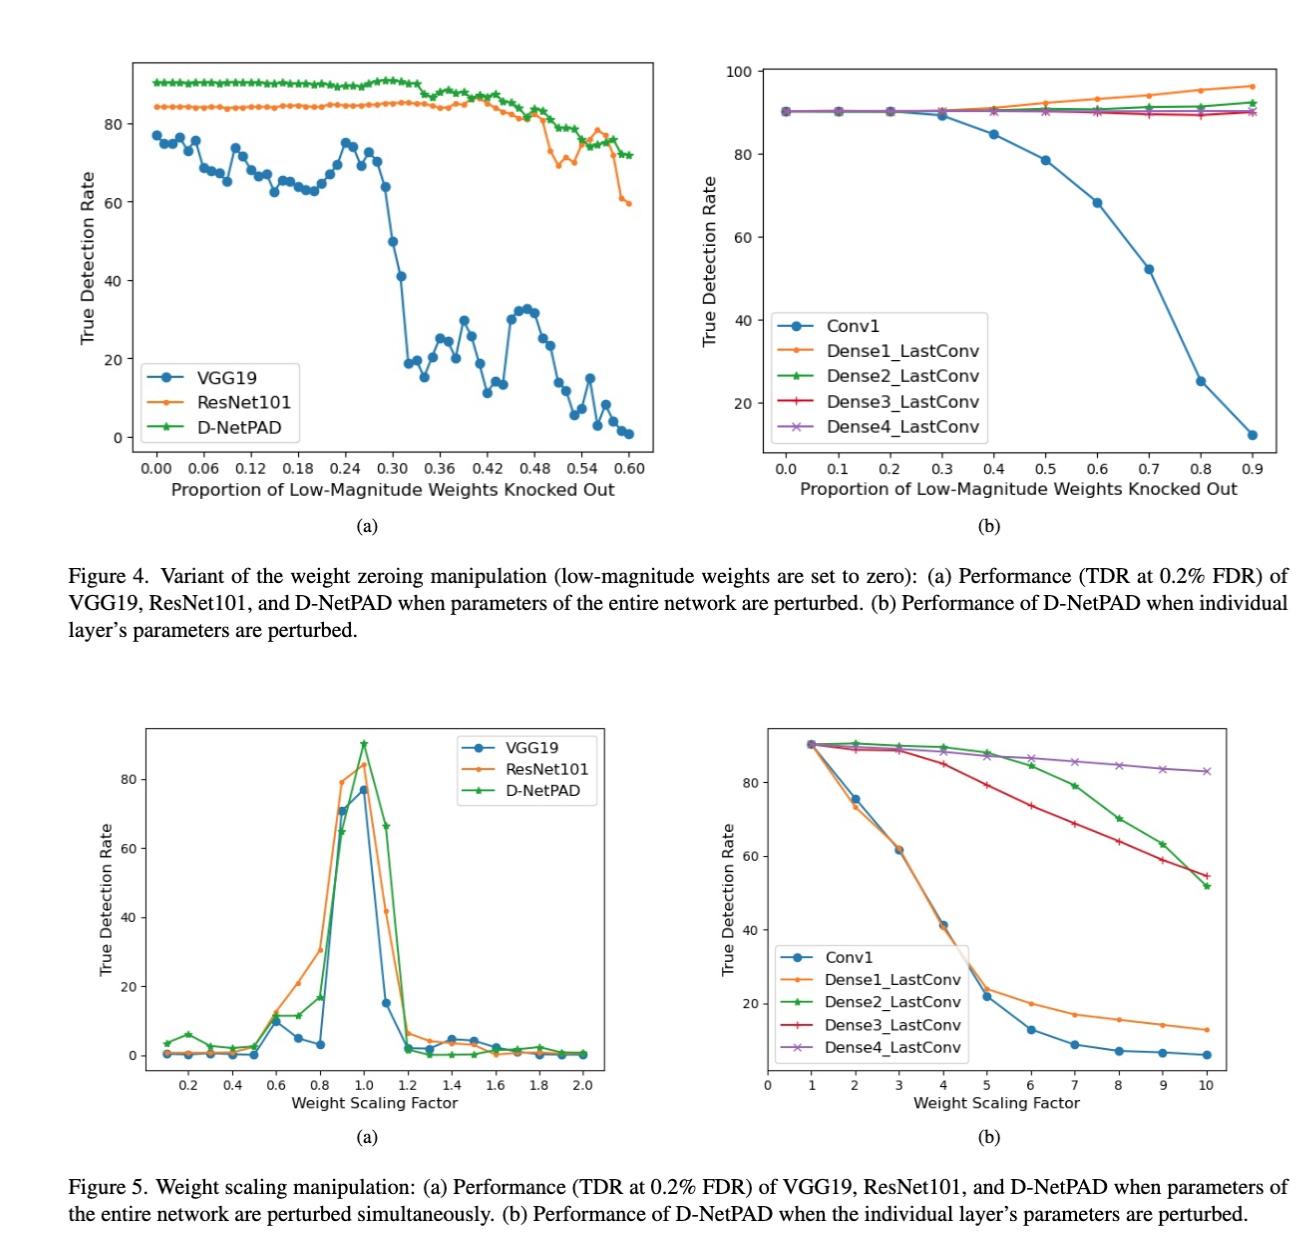 True Detection Rate
80
60
40
20
0
VGG19
ResNet101
D-NetPAD
0.00 0.06 0.12 0.18 0.24 0.30 0.36 0.42 0.48 0.54 0.60
Proportion of Low-Magnitude Weights Knocked Out
(a)
True Detection Rate
100
80
60
40
20
Conv1
Dense1_LastConv
Dense2_LastConv
Dense3_LastConv
Dense4_LastConv
0.0 0.1 0.2 0.3 0.4 0.5 0.6 0.7 0.8 0.9
Proportion of Low-Magnitude Weights Knocked Out
(b)
Figure 4. Variant of the weight zeroing manipulation (low-magnitude weights are set to zero): (a) Performance (TDR at 0.2% FDR) of
VGG19, ResNet101, and D-NetPAD when parameters of the entire network are perturbed. (b) Performance of D-NetPAD when individual
layer's parameters are perturbed.
True Detection Rate
80
60
40
20
0
VGG19
ResNet101
D-NetPAD
0.2 0.4 0.6 0.8 1.0 1.2 1.4 1.6 1.8 2.0
Weight Scaling Factor
(a)
True Detection Rate
80
60
40
20
Conv1
Dense1_LastConv
Dense2_LastConv
Dense3_LastConv
Dense4_LastConv
0 1 2 3 4 5 6 7 8 9 10
Weight Scaling Factor
(b)
Figure 5. Weight scaling manipulation: (a) Performance (TDR at 0.2% FDR) of VGG19, ResNet101, and D-NetPAD when parameters of
the entire network are perturbed simultaneously. (b) Performance of D-NetPAD when the individual layer's parameters are perturbed.